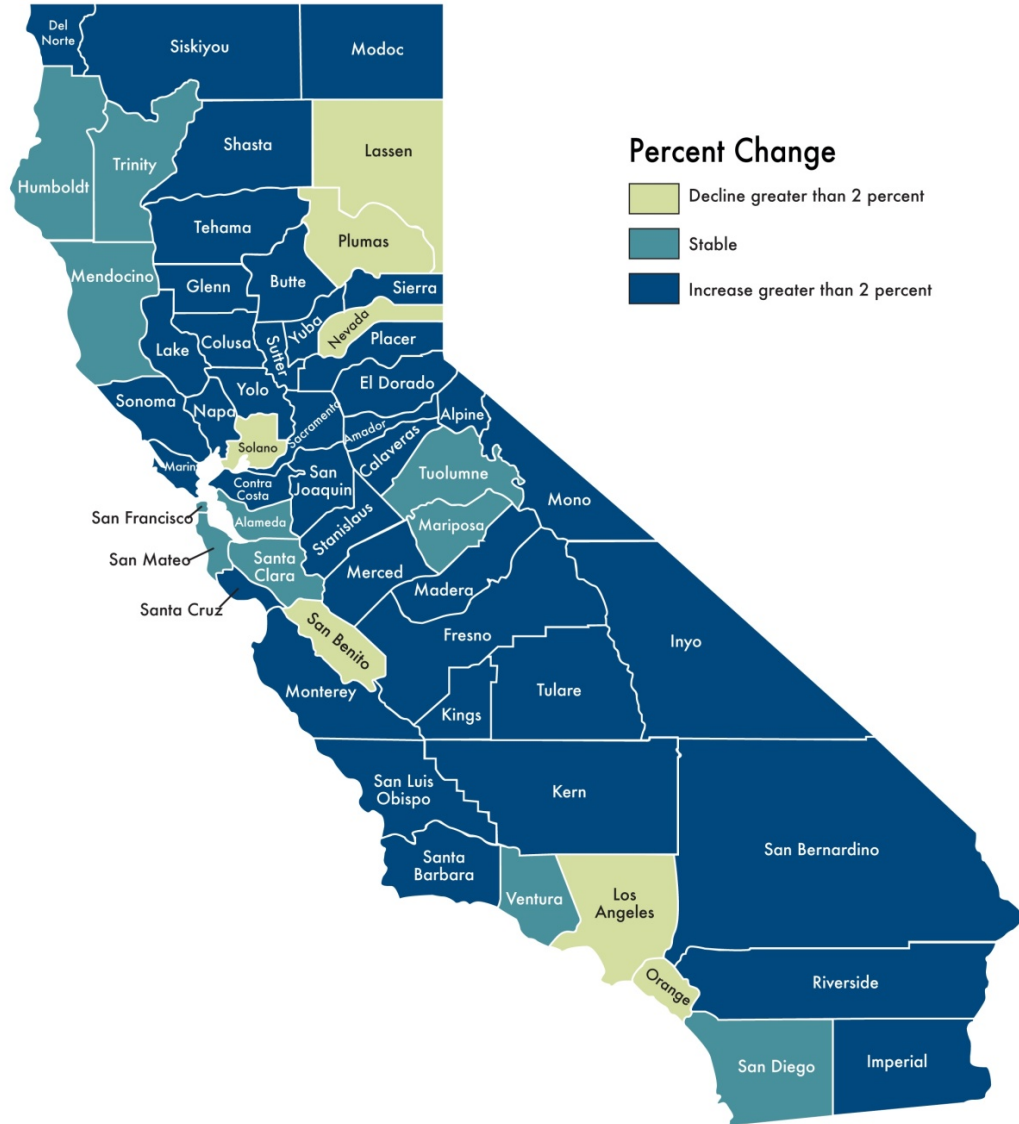 Del
Norte
Siskiyou
Modoc
Shasta
Lassen
Trinity
Humboldt
Percent Change
Decline greater than 2 percent
Stable
Increase greater than 2 percent
Tehama
Plumas
Mendocino
Glenn
Butte
Sierra
Yuba
Nevada
Lake
Colusa
Sutter
Placer
El Dorado
Sonoma
Napa
Yolo
Sacramento
Alpine
Amador
Solano
Calaveras
Marin
Contra
Costa
San
Joaquin
Tuolumne
Mono
San Francisco
Alameda
Stanislaus
Mariposa
San Mateo
Santa
Clara
Merced
Madera
Santa Cruz
San Benito
Fresno
Inyo
Monterey
Kings
Tulare
San Luis
Obispo
Kern
San Bernardino
Santa
Barbara
Ventura
Los
Angeles
Orange
Riverside
San Diego
Imperial